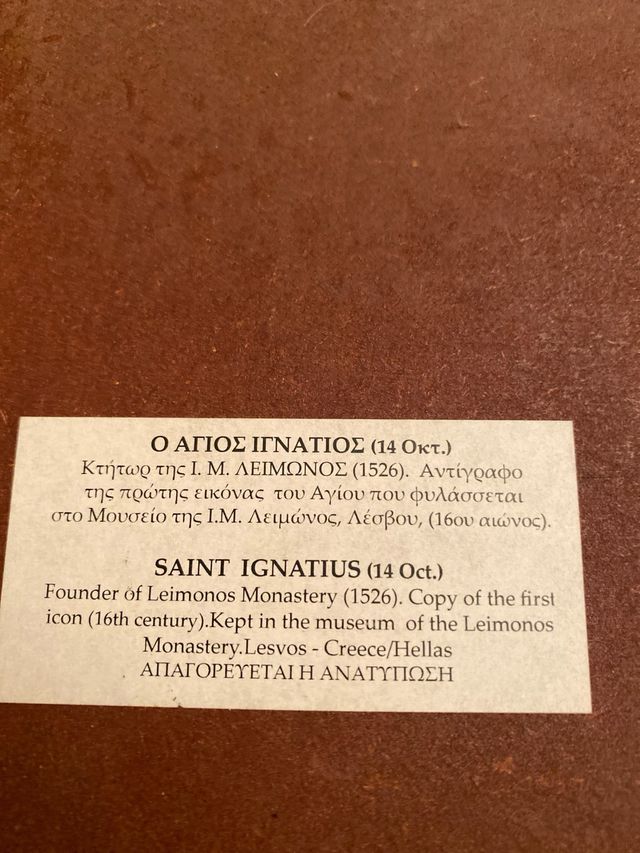 Ο ΑΓΙΟΣ ΙΓΝΑΤΙΟΣ (14 Οκτ.)
Κτήτωρ της Ι. Μ. ΛΕΙΜΩΝΟΣ (1526). Αντίγραφο
της πρώτης εικόνας του Αγίου που φυλάσσεται
στο Μουσείο της Ι.Μ. Λειμώνος, Λέσβου, (16ου αιώνος).
SAINT IGNATIUS (14 Oct.)
Founder of Leimonos Monastery (1526). Copy of the first
icon (16th century).Kept in the museum of the Leimonos
Monastery.Lesvos - Creece/Hellas
ΑΠΑΓΟΡΕΥΕΤΑΙ Η ΑΝΑΤΥΠΩΣΗ